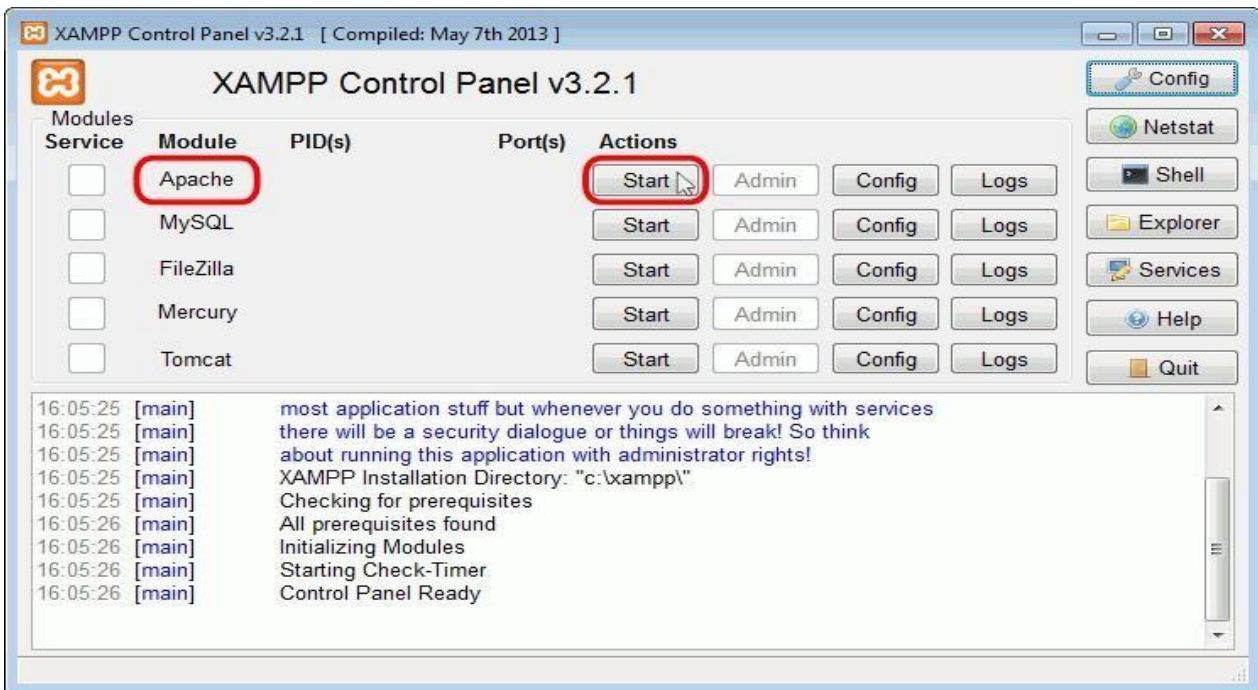 XAMPP Control Panel v3.2.1 [ Compiled: May 7th 2013 ]
XAMPP Control Panel v3.2.1
Config
Modules
Service Module PID(s) Port(s) Actions
Netstat
Apache Start Admin Config Logs
Shell
MySQL Start Admin Config Logs
Explorer
FileZilla Start Admin Config Logs
Services
Mercury Start Admin Config Logs
Help
Tomcat Start Admin Config Logs
Quit
16:05:25 [main] most application stuff but whenever you do something with services
16:05:25 [main] there will be a security dialogue or things will break! So think
16:05:25 [main] about running this application with administrator rights!
16:05:25 [main] XAMPP Installation Directory: "c:\xampp\"
16:05:25 [main] Checking for prerequisites
16:05:26 [main] All prerequisites found
16:05:26 [main] Initializing Modules
16:05:26 [main] Starting Check-Timer
16:05:26 [main] Control Panel Ready